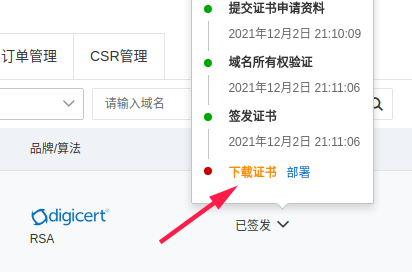 提交证书申请资料
2021年12月2日 21:10:09
订单管理
CSR管理
域名所有权验证
2021年12月2日 21:11:06
请输入域名
签发证书
2021年12月2日 21:11:06
品牌/算法
下载证书 部署
digicert
RSA
已签发